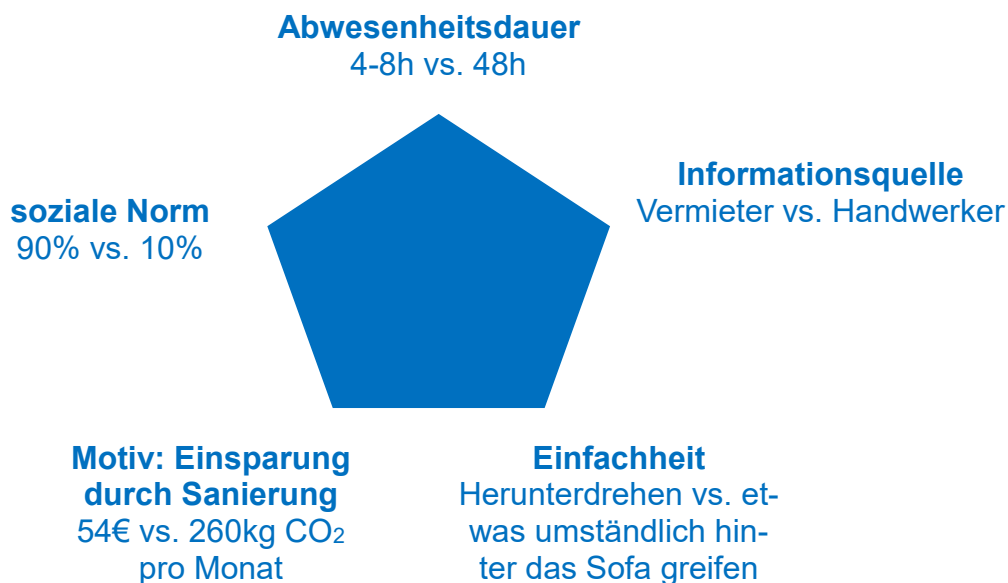 Abwesenheitsdauer
4-8h vs. 48h
Informationsquelle
Vermieter vs. Handwerker
soziale Norm
90% vs. 10%
Motiv: Einsparung
durch Sanierung
54€ vs. 260kg CO₂
pro Monat
Einfachheit
Herunterdrehen vs. et-
was umständlich hin-
ter das Sofa greifen